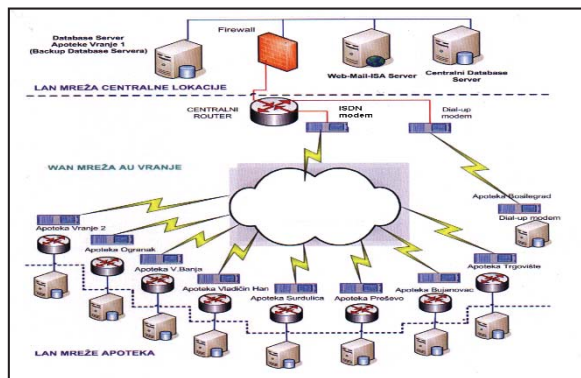 Database Server
Apoteke Vranje 1
(Backup Database Servera)
Firewall
Web-Mail-ISA Server
Centralni Database
Server
LAN MREŽA CENTRALNE LOKACIJE
CENTRALNI
ROUTER
ISDN
modem
Dial-up
modem
WAN MREŽA AU VRANJE
Apoteka Bosilegrad
Dial-up modem
Apoteka Vranje 2
Apoteka Ogranak
Apoteka V.Banja
Apoteka Vladičin Han
Apoteka Surdulica
Apoteka Preševo
Apoteka Bujanovac
Apoteka Trgovište
LAN MREŽE APOTEKA